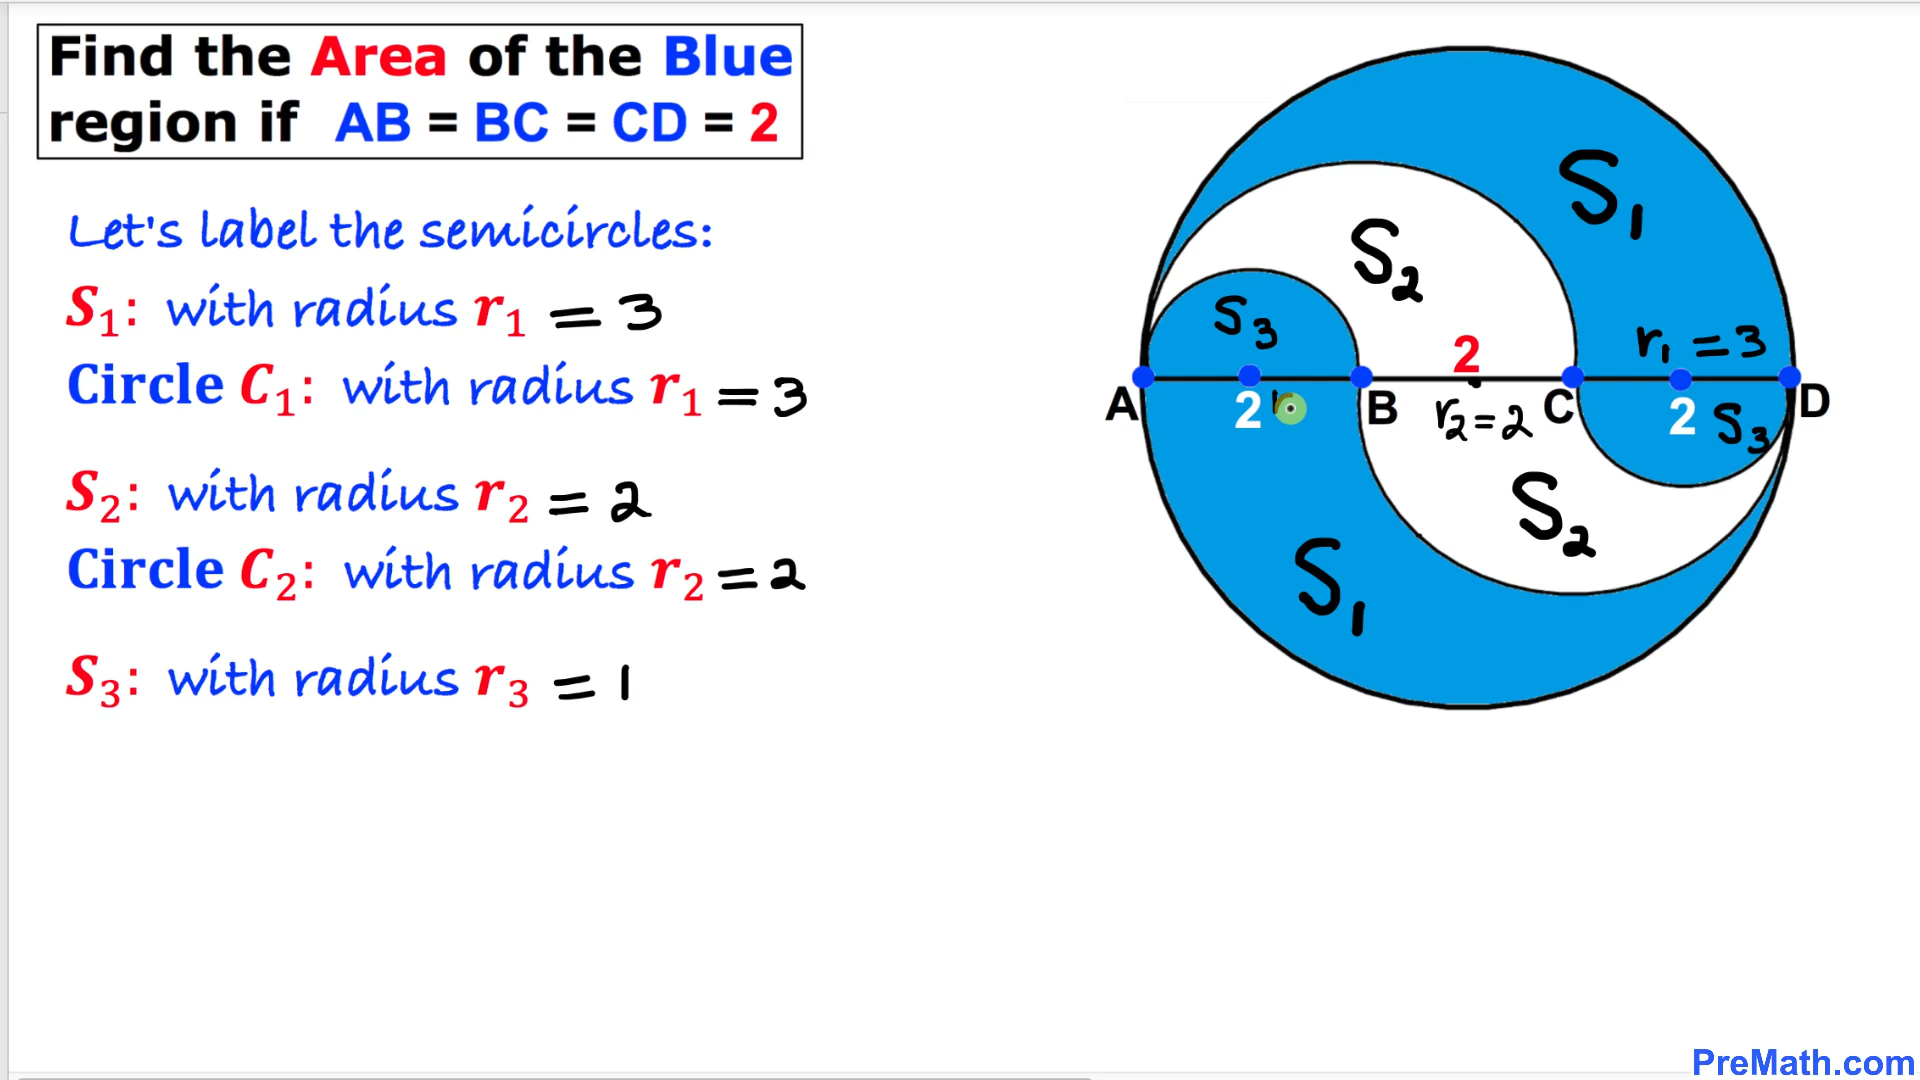 Find the Area of the Blue
region if AB = BC = CD = 2
Let's label the semicircles:
S₁: with radius r₁ = 3
Circle C₁: with radius r₁ = 3
S₂: with radius r₂ = 2
Circle C₂: with radius r₂ = 2
S₃: with radius r₃ = 1
S₁
S₂
S₃
2
r₁ = 3
A
2
B
r₂ = 2
C
2
S₃
D
S₂
S₁
PreMath.com